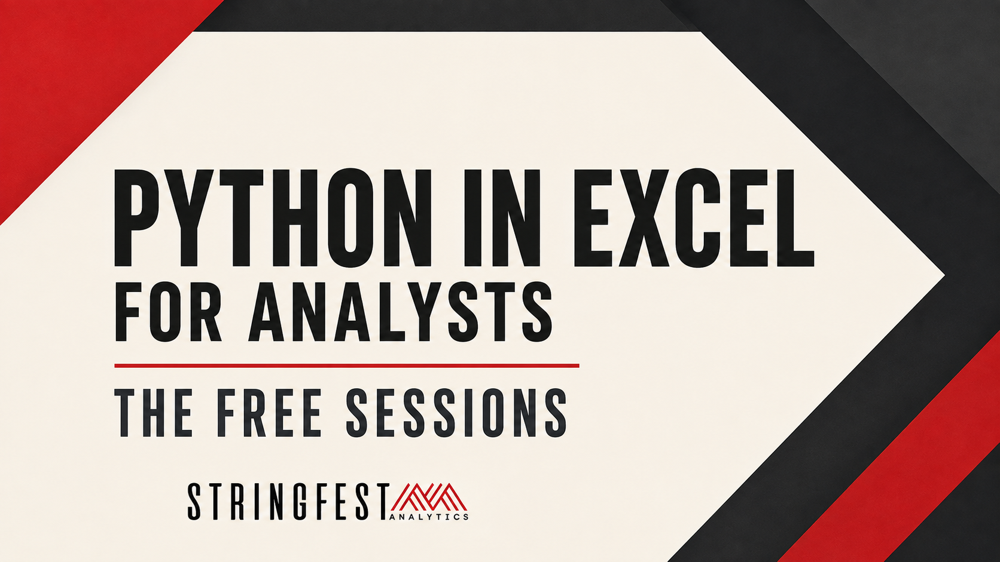 PYTHON IN EXCEL
FOR ANALYSTS
THE FREE SESSIONS
STRINGFEST
ANALYTICS